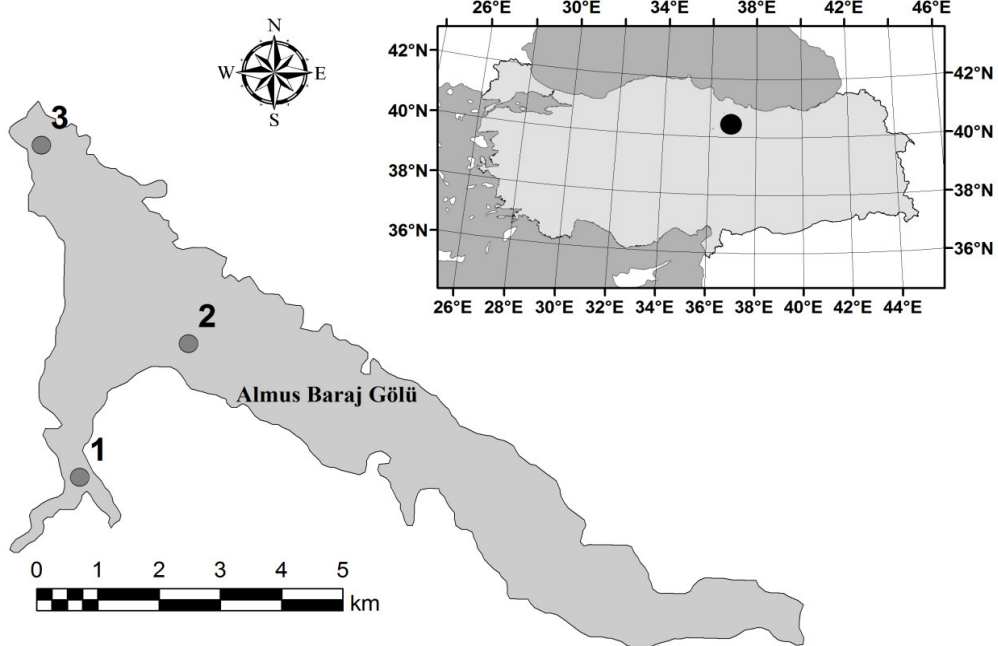 26°E 30°E 34°E 36°E 38°E 42°E 46°E
42°N
42°N
40°N
40°N
38°N
38°N
36°N
36°N
26°E 28°E 30°E 32°E 34°E 36°E 38°E 40°E 42°E 44°E
N
W E
S
3
2
Almus Baraj Gölü
1
0 1 2 3 4 5
km